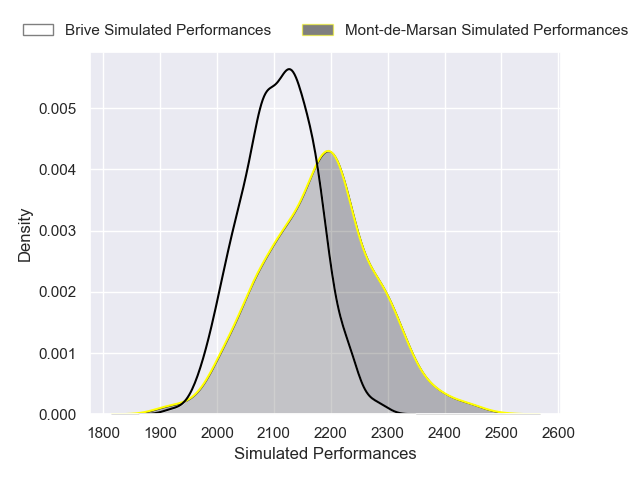 Brive Simulated Performances
Mont-de-Marsan Simulated Performances
Density
0.005
0.004
0.003
0.002
0.001
0.000
1800 1900 2000 2100 2200 2300 2400 2500 2600
Simulated Performances